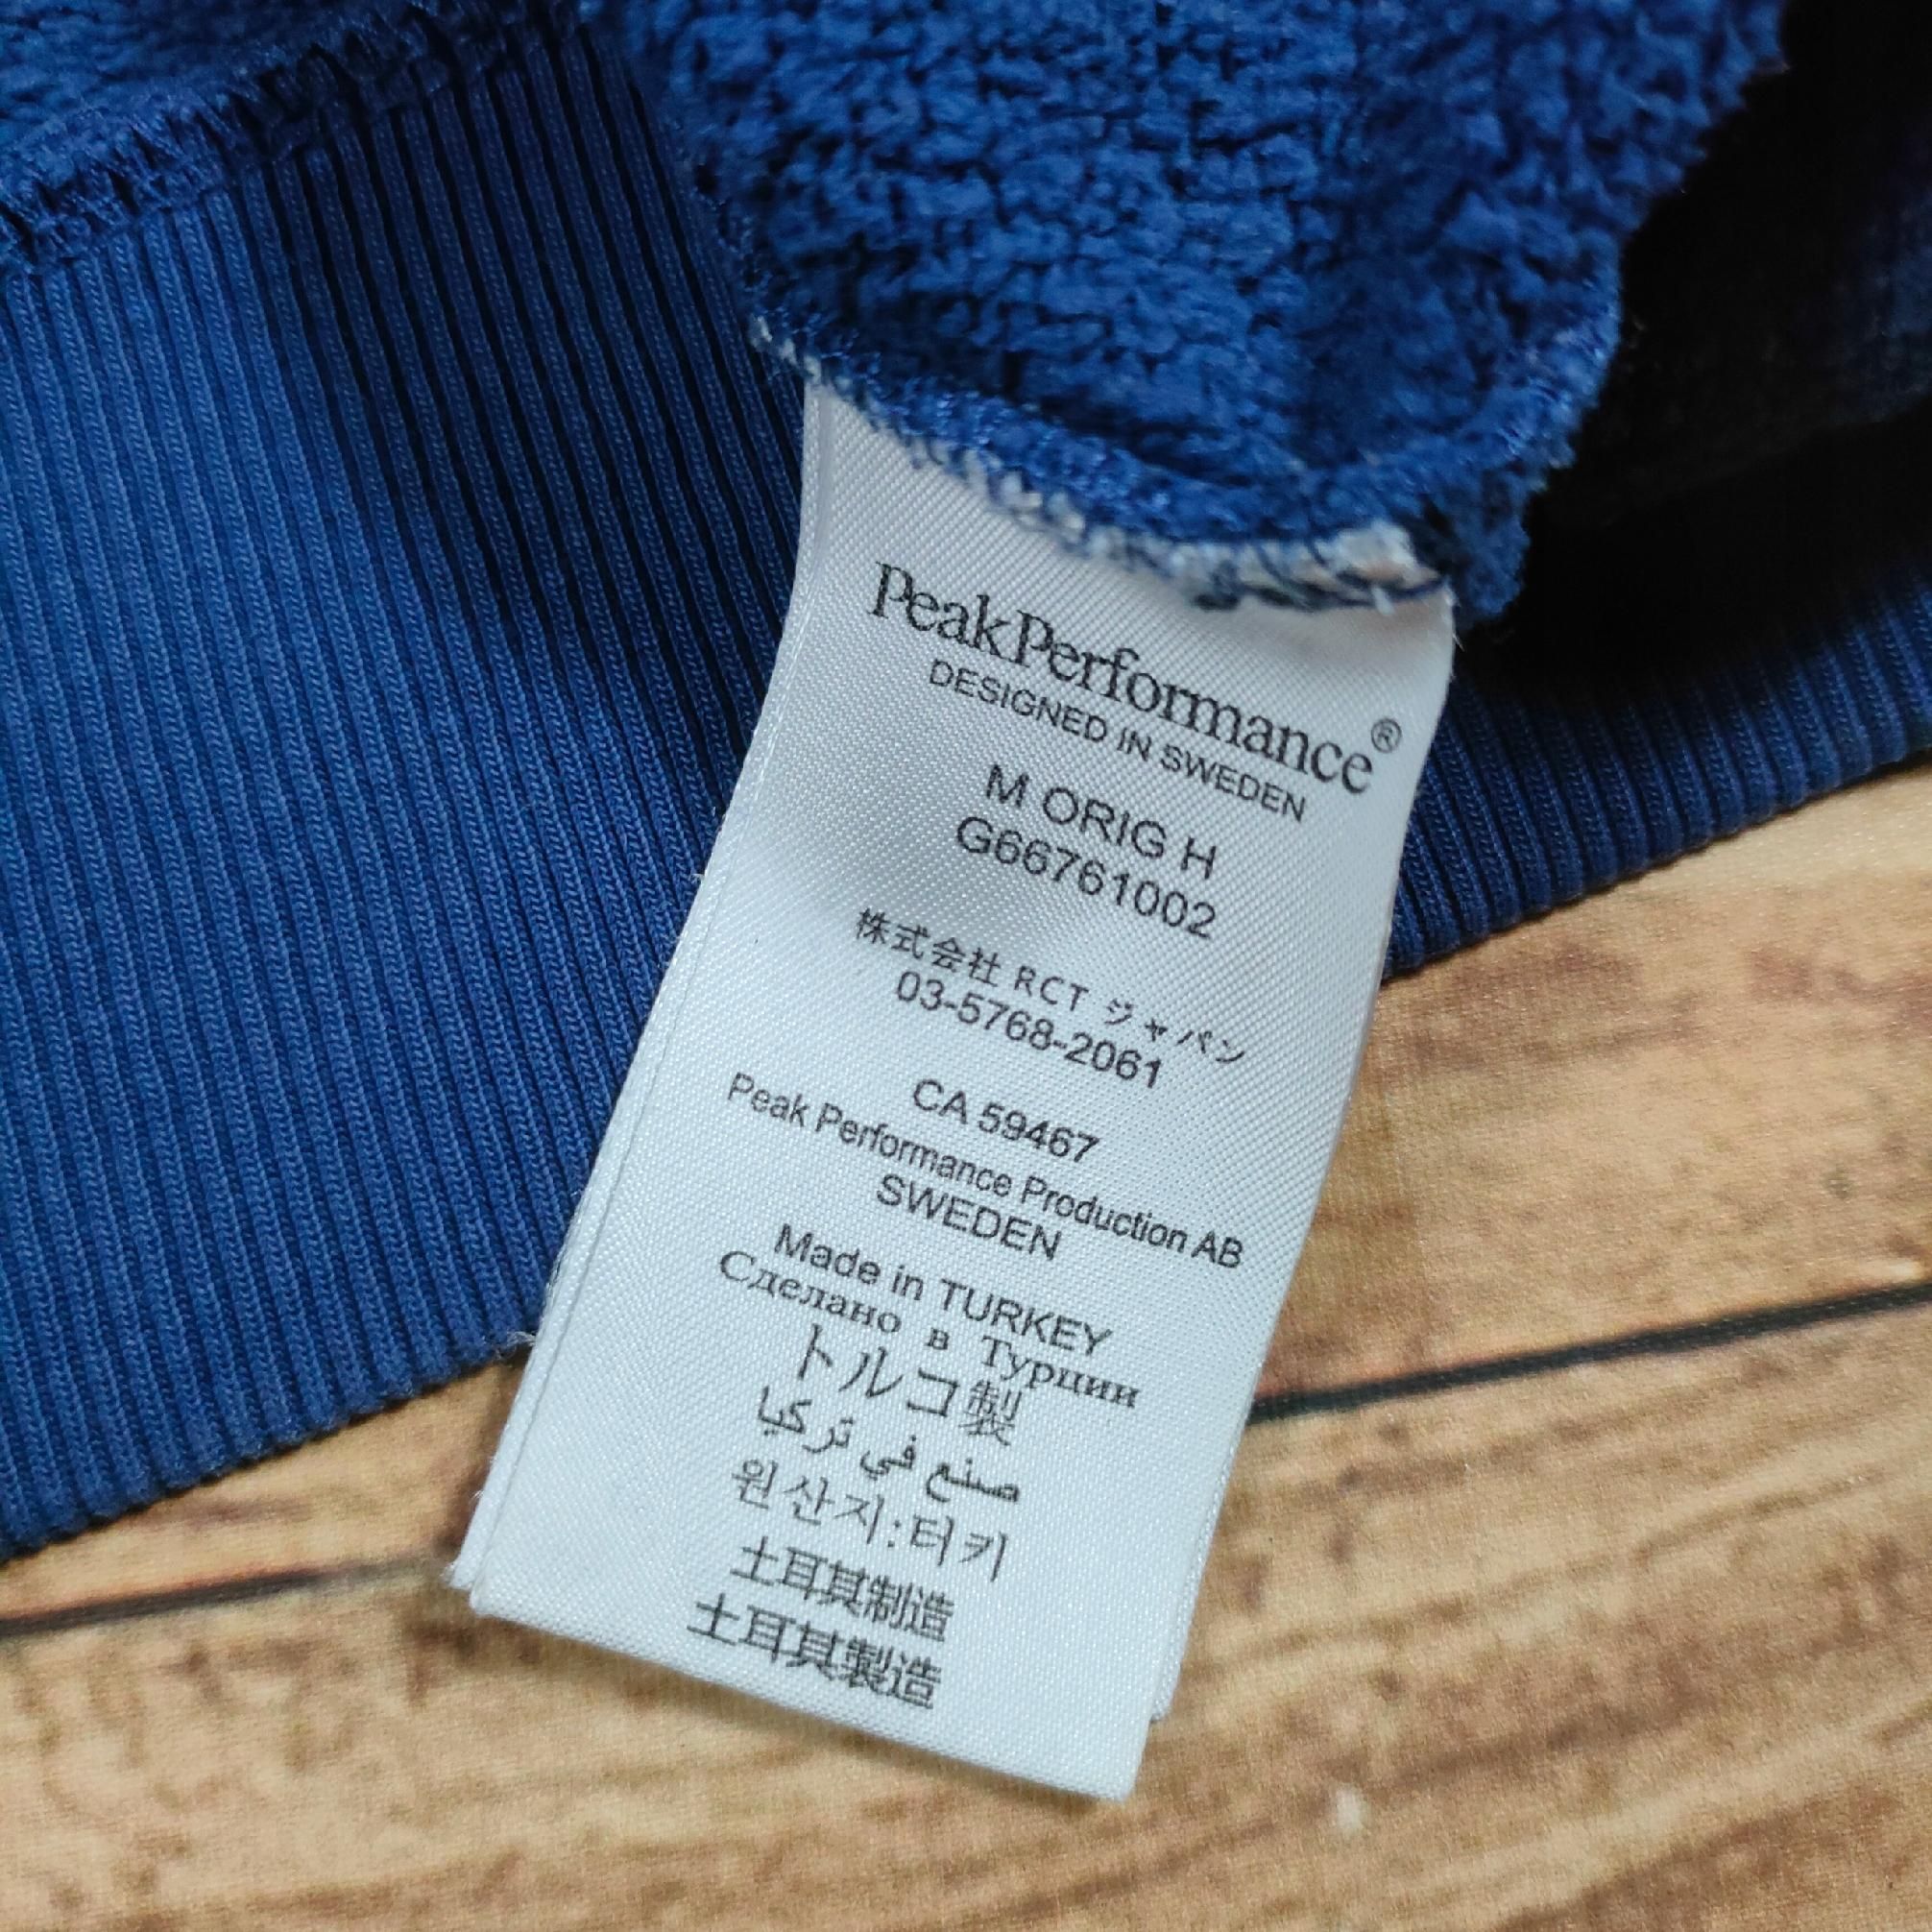 PeakPerformance®
DESIGNED IN SWEDEN
M ORIG H
G66761002
株式会社 RCT ジャパン
03-5768-2061
CA 59467
Peak Performance Production AB
SWEDEN
Made in TURKEY
Сделано в Турции
トルコ製
صنع في تركيا
원산지:터키
土耳其制造
土耳其製造